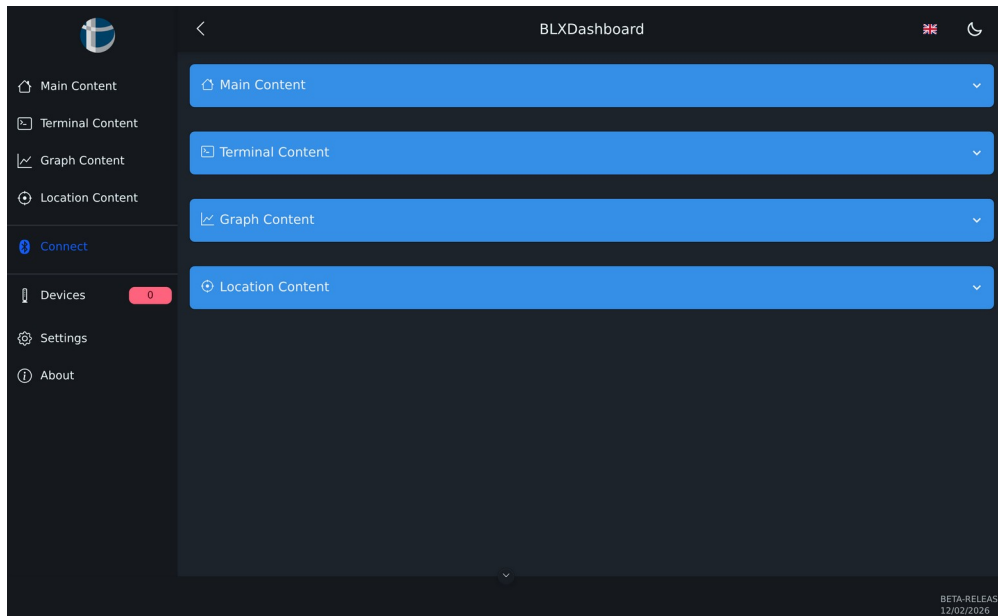 BLXDashboard
Main Content
Terminal Content
Graph Content
Location Content
Connect
Devices 0
Settings
About
Main Content
Terminal Content
Graph Content
Location Content
BETA-RELEAS
12/02/2026